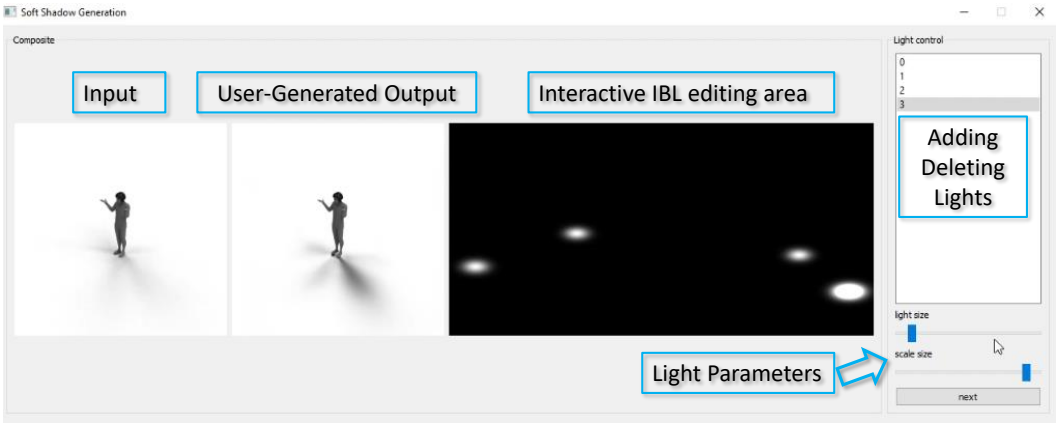 Soft Shadow Generation
Composite
Light control
Input
User-Generated Output
Interactive IBL editing area
0
1
2
3
Adding
Deleting
Lights
light size
scale size
Light Parameters
next